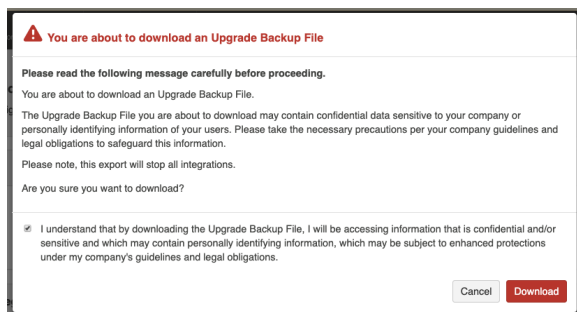 You are about to download an Upgrade Backup File
Please read the following message carefully before proceeding.
You are about to download an Upgrade Backup File.
The Upgrade Backup File you are about to download may contain confidential data sensitive to your company or
personally identifying information of your users. Please take the necessary precautions per your company guidelines and
legal obligations to safeguard this information.
Please note, this export will stop all integrations.
Are you sure you want to download?
I understand that by downloading the Upgrade Backup File, I will be accessing information that is confidential and/or
sensitive and which may contain personally identifying information, which may be subject to enhanced protections
under my company's guidelines and legal obligations.
Cancel Download